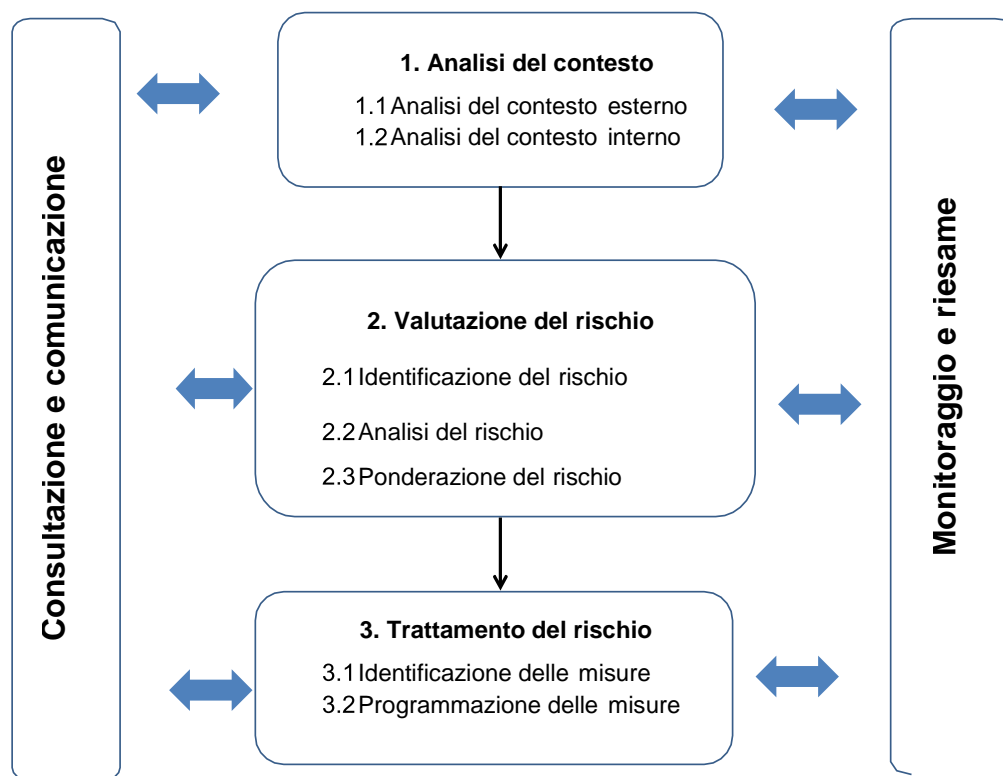 Consultazione e comunicazione
1. Analisi del contesto
1.1 Analisi del contesto esterno
1.2 Analisi del contesto interno
2. Valutazione del rischio
2.1 Identificazione del rischio
2.2 Analisi del rischio
2.3 Ponderazione del rischio
3. Trattamento del rischio
3.1 Identificazione delle misure
3.2 Programmazione delle misure
Monitoraggio e riesame